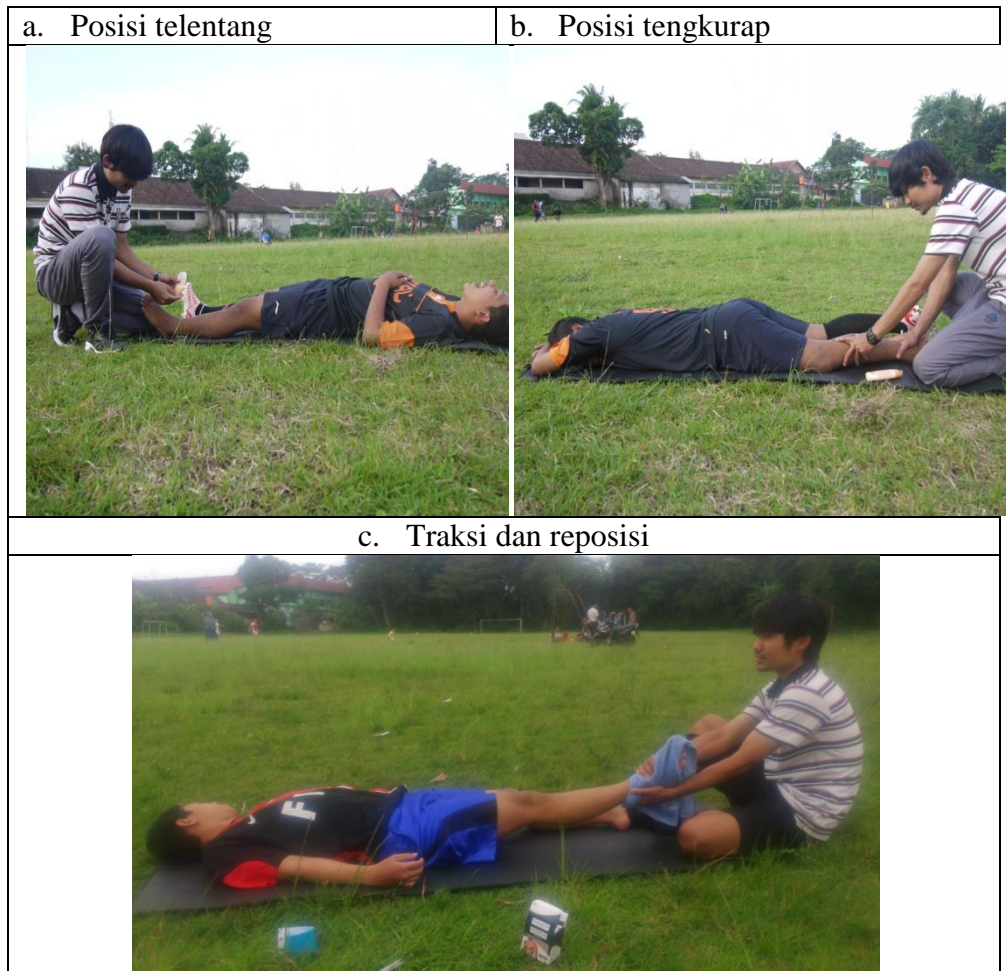 a. Posisi telentang
b. Posisi tengkurap
c. Traksi dan reposisi